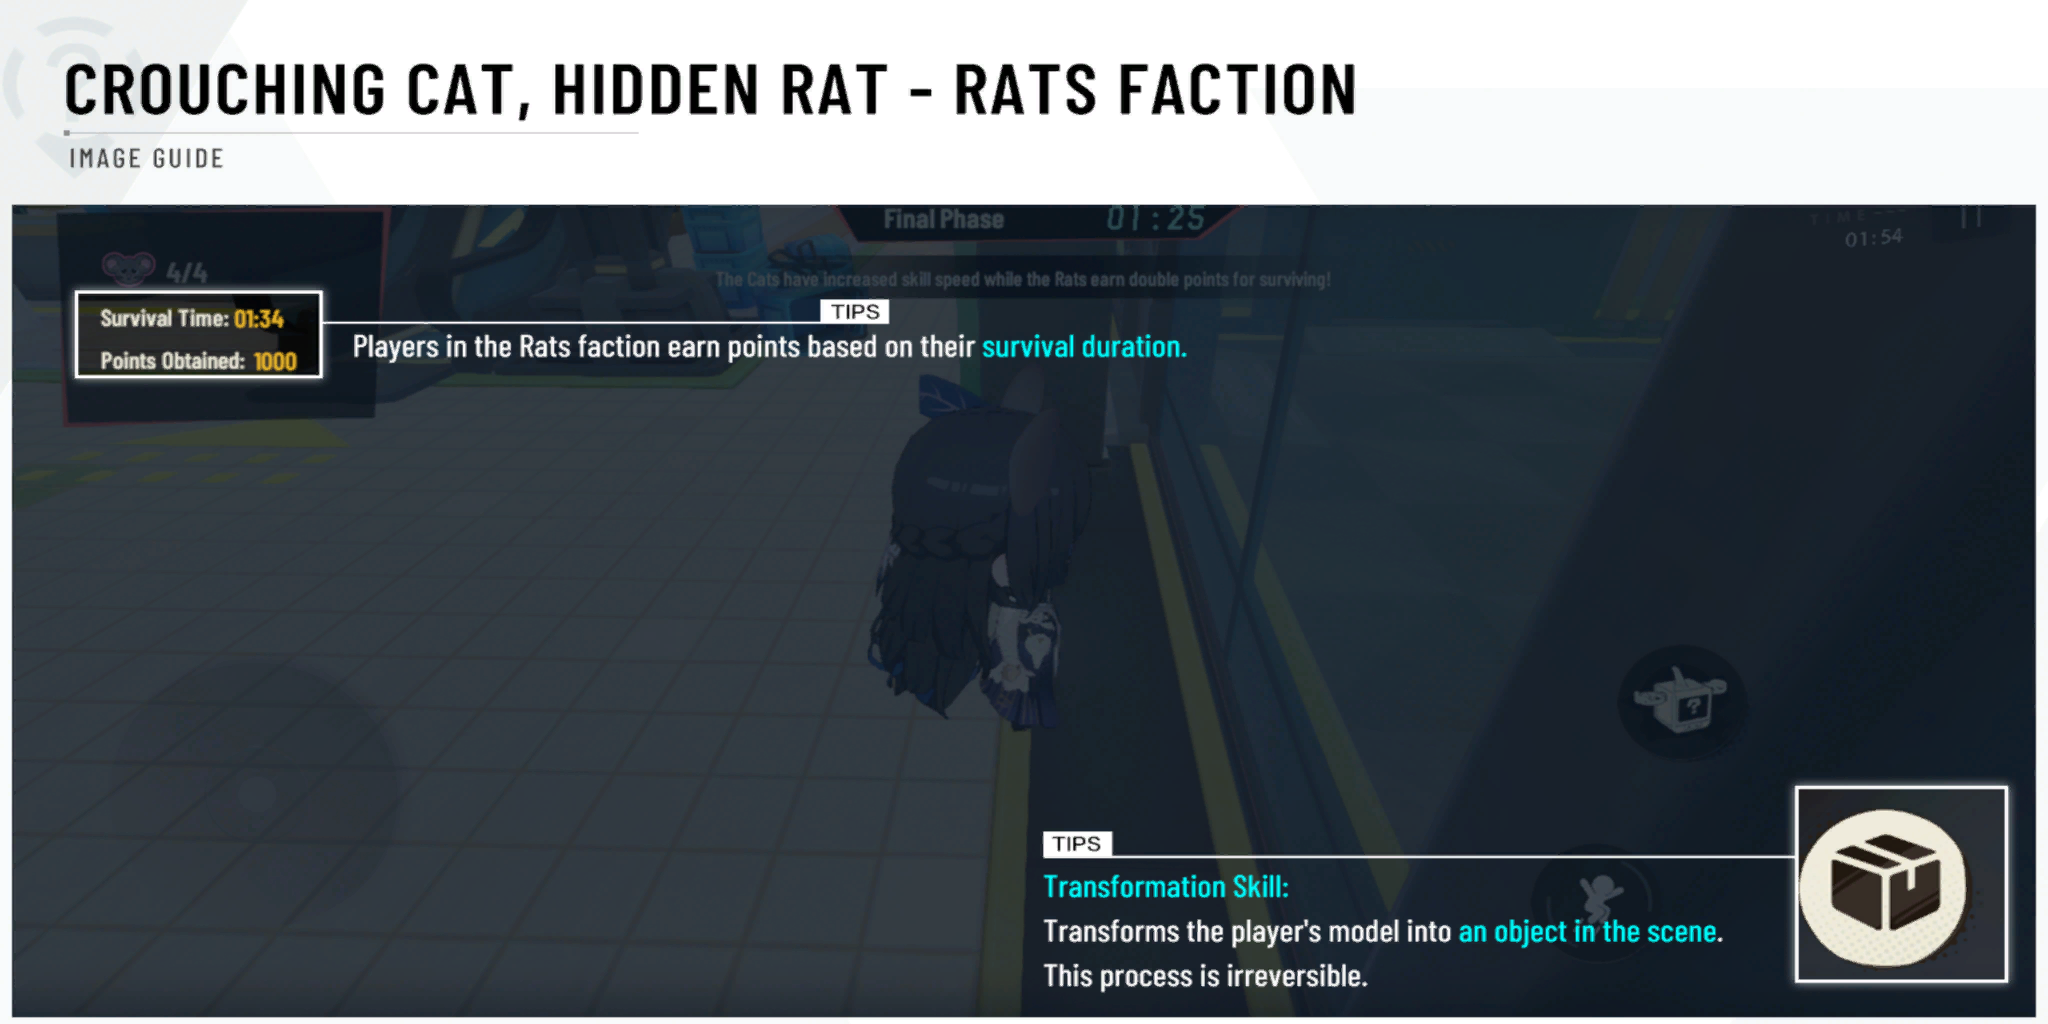 CROUCHING CAT, HIDDEN RAT - RATS FACTION
IMAGE GUIDE
Final Phase 01:25
TIME---
01:54
4/4
The Cats have increased skill speed while the Rats earn double points for surviving!
Survival Time: 01:34
Points Obtained: 1000
TIPS
Players in the Rats faction earn points based on their survival duration.
?
TIPS
Transformation Skill:
Transforms the player's model into an object in the scene.
This process is irreversible.